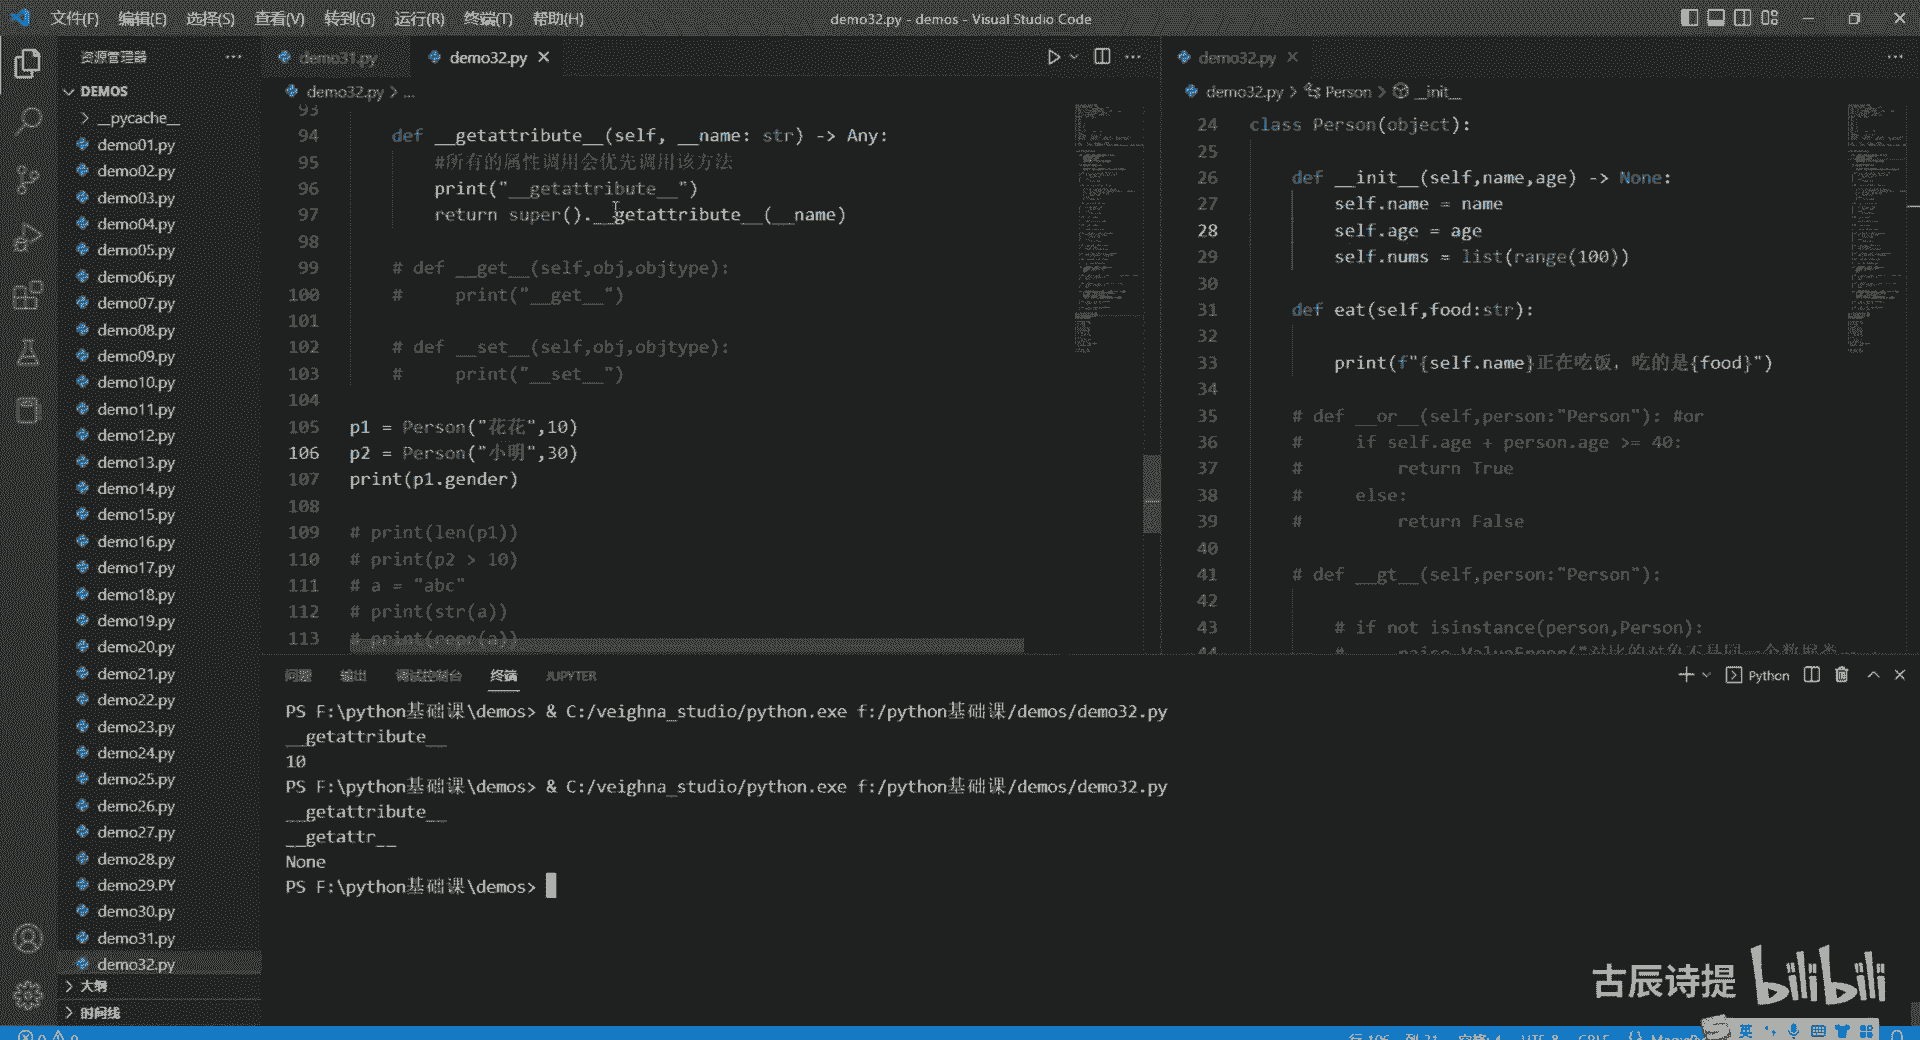 文件(F) 编辑(E) 选择(S) 查看(V) 转到(G) 运行(R) 终端(T) 帮助(H)
demo32.py - demos - Visual Studio Code
资源管理器
DEMOS
__pycache__
demo01.py
demo02.py
demo03.py
demo04.py
demo05.py
demo06.py
demo07.py
demo08.py
demo09.py
demo10.py
demo11.py
demo12.py
demo13.py
demo14.py
demo15.py
demo16.py
demo17.py
demo18.py
demo19.py
demo20.py
demo21.py
demo22.py
demo23.py
demo24.py
demo25.py
demo26.py
demo27.py
demo28.py
demo29.PY
demo30.py
demo31.py
demo32.py
大纲
时间线
demo31.py
demo32.py
demo32.py > ...
93
94 def __getattribute__(self, __name: str) -> Any:
95 #所有的属性调用会优先调用该方法
96 print("__getattribute__")
97 return super().__getattribute__(__name)
98
99 # def __get__(self,obj,objtype):
100 # print("__get__")
101
102 # def __set__(self,obj,objtype):
103 # print("__set__")
104
105 p1 = Person("花花",10)
106 p2 = Person("小明",30)
107 print(p1.gender)
108
109 # print(len(p1))
110 # print(p2 > 10)
111 # a = "abc"
112 # print(str(a))
113 # print(repr(a))
demo32.py
demo32.py > Person > __init__
24 class Person(object):
25
26 def __init__(self,name,age) -> None:
27 self.name = name
28 self.age = age
29 self.nums = list(range(100))
30
31 def eat(self,food:str):
32
33 print(f"{self.name}正在吃饭，吃的是{food}")
34
35 # def __or__(self,person:"Person"): #or
36 # if self.age + person.age >= 40:
37 # return True
38 # else:
39 # return False
40
41 # def __gt__(self,person:"Person"):
42
43 # if not isinstance(person,Person):
44 # raise ValueError("对比的对象不是同一个数据类
问题 输出 调试控制台 终端 JUPYTER
Python
PS F:\python基础课\demos> & C:/veighna_studio/python.exe f:/python基础课/demos/demo32.py
__getattribute__
10
PS F:\python基础课\demos> & C:/veighna_studio/python.exe f:/python基础课/demos/demo32.py
__getattribute__
__getattr__
None
PS F:\python基础课\demos>
古辰诗提 bilibili
英